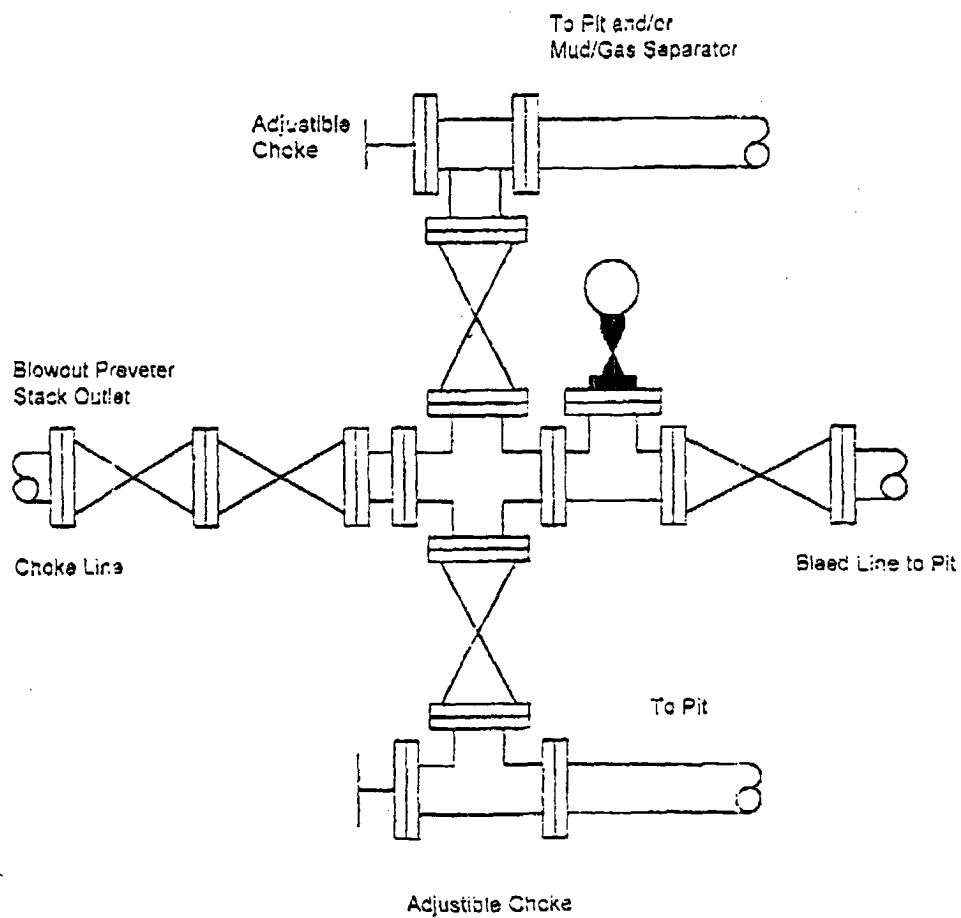 To Pit and/or
Mud/Gas Separator
Adjustible
Choke
Blowout Preveter
Stack Outlet
Choke Line
Bleed Line to Pit
To Pit
Adjustible Choke